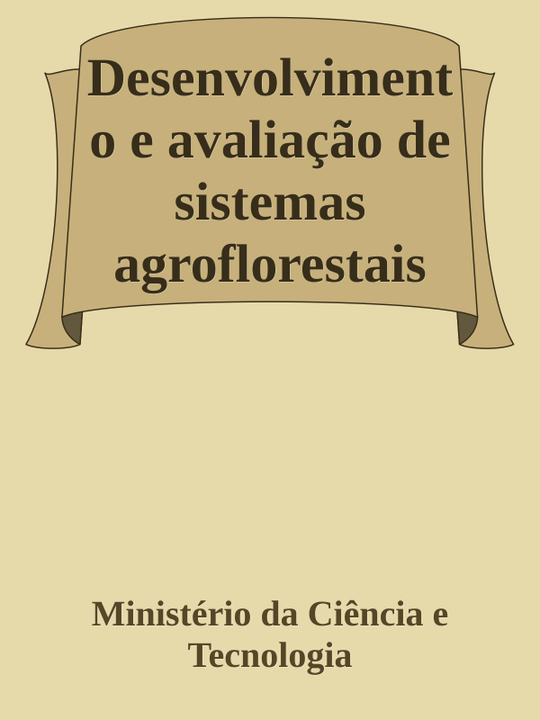 Desenvolviment
o e avaliação de
sistemas
agroflorestais
Ministério da Ciência e
Tecnologia